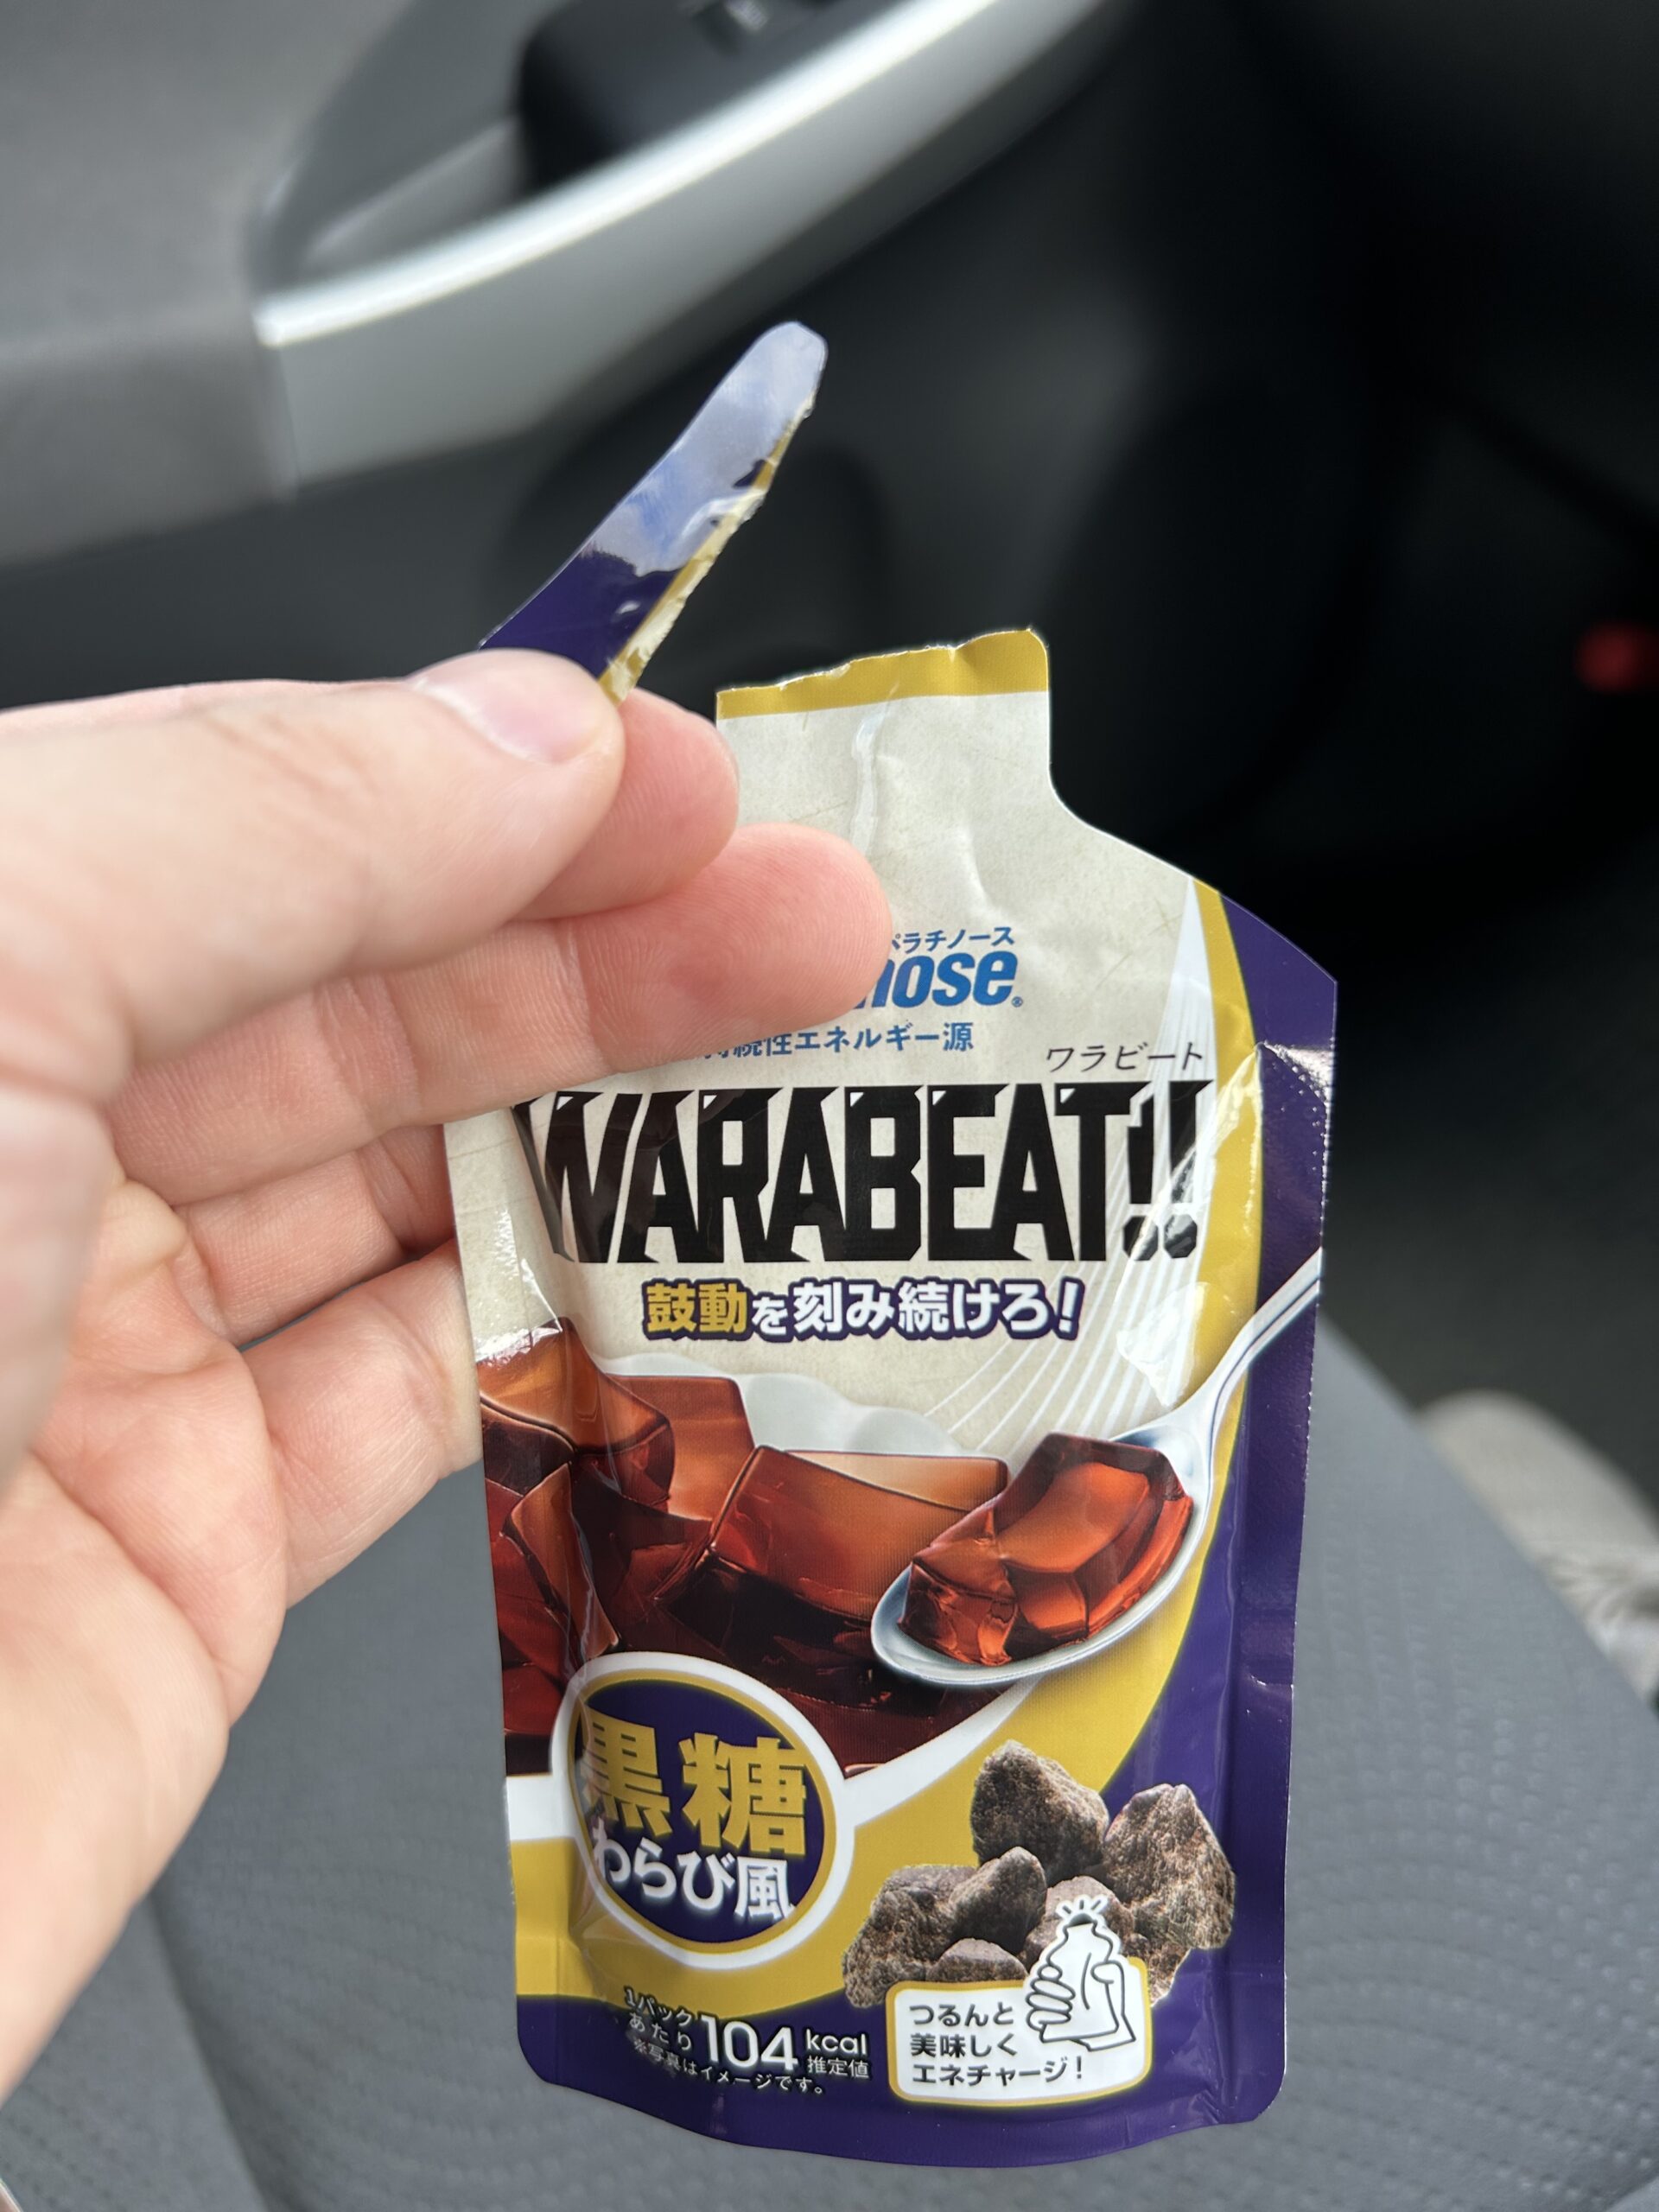 パラチノース
nose®
続性エネルギー源
ワラビート
WARABEAT!!
鼓動を刻み続けろ!
黒糖
わらび風
1パック
あたり 104 kcal
推定値
※写真はイメージです。
つるんと
美味しく
エネチャージ!